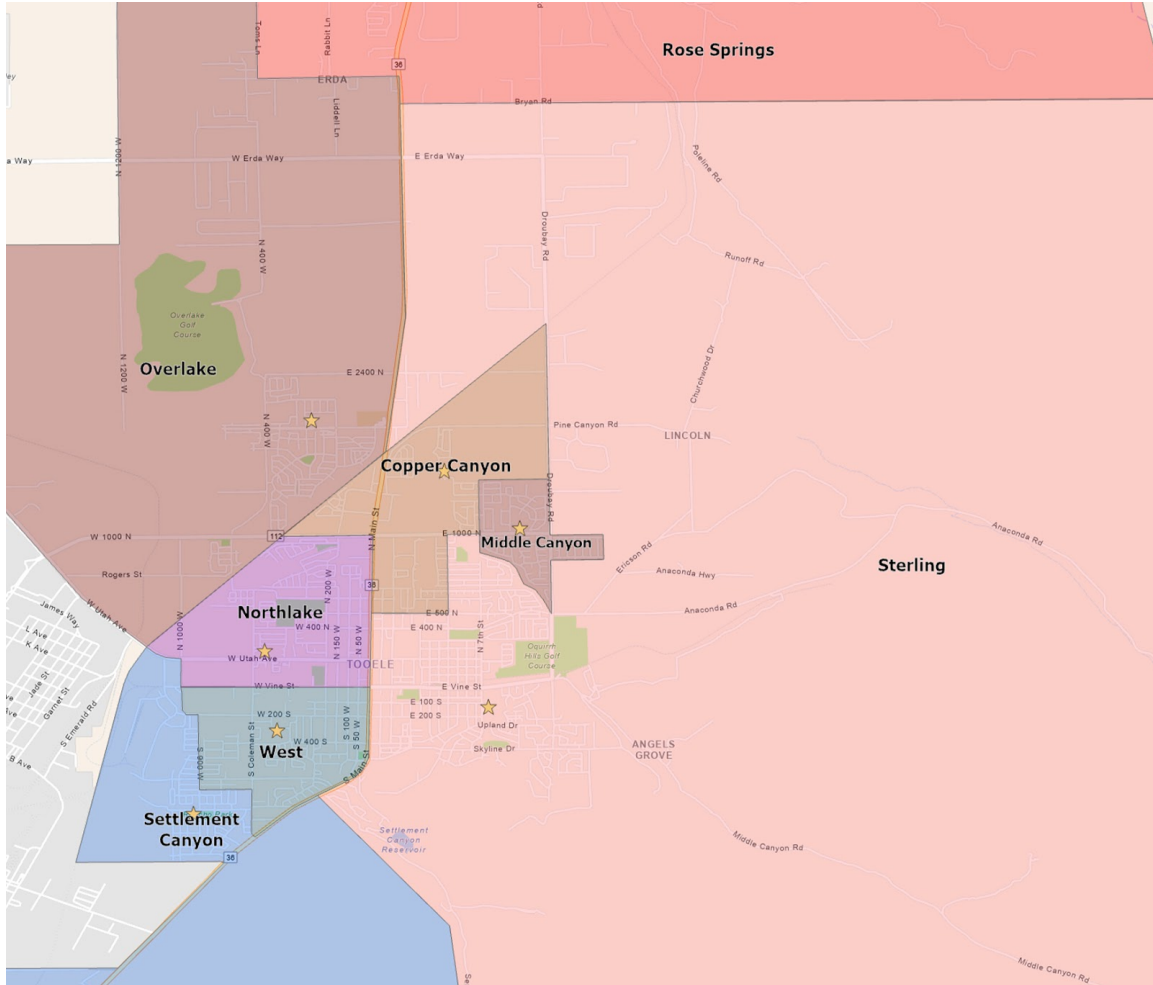 Toms Ln
Rabbit Ln
Rose Springs
36
ERDA
Liddell Ln
Bryan Rd
N 1200 W
W Erda Way
E Erda Way
Poleline Rd
Droubay Rd
N 400 W
Runoff Rd
Overlake
Golf
Course
N 1200 W
Overlake
E 2400 N
Churchwood Dr
N 400 W
Pine Canyon Rd
LINCOLN
Copper Canyon
Droubay Rd
N Main St
W 1000 N
112
E 1000 N
Middle Canyon
Anaconda Rd
Ericson Rd
Sterling
Rogers St
Anaconda Hwy
N 200 W
36
James Way
W Utah Ave
N 1000 W
Northlake
E 500 N
Anaconda Rd
L Ave
K Ave
W 400 N
E 400 N
N 150 W
N 50 W
N 7th St
Jade St
Garnet St
W Utah Ave
TOOELE
Oquirrh
Hills Golf
Course
W Vine St
E Vine St
S Emerald Rd
W 200 S
E 100 S
E 200 S
S 100 W
S 50 W
Upland Dr
West
W 400 S
S Coleman St
S 900 W
Skyline Dr
ANGELS
GROVE
B Ave
S Main St
Settlement
Canyon
Settlement
Canyon
Reservoir
Middle Canyon Rd
36
Middle Canyon Rd